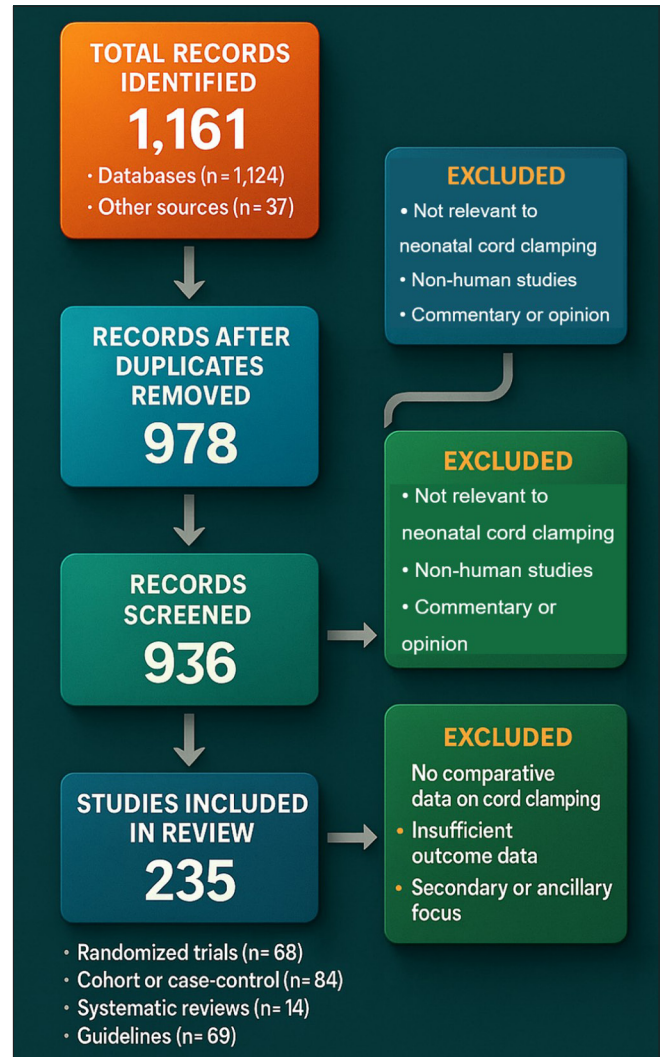 TOTAL RECORDS
IDENTIFIED
1,161
• Databases (n = 1,124)
• Other sources (n = 37)
RECORDS AFTER
DUPLICATES
REMOVED
978
RECORDS
SCREENED
936
STUDIES INCLUDED
IN REVIEW
235
• Randomized trials (n= 68)
• Cohort or case-control (n= 84)
• Systematic reviews (n= 14)
• Guidelines (n= 69)
EXCLUDED
• Not relevant to
neonatal cord clamping
• Non-human studies
• Commentary or opinion
EXCLUDED
• Not relevant to
neonatal cord clamping
• Non-human studies
• Commentary or
opinion
EXCLUDED
No comparative
data on cord clamping
• Insufficient
outcome data
• Secondary or ancillary
focus